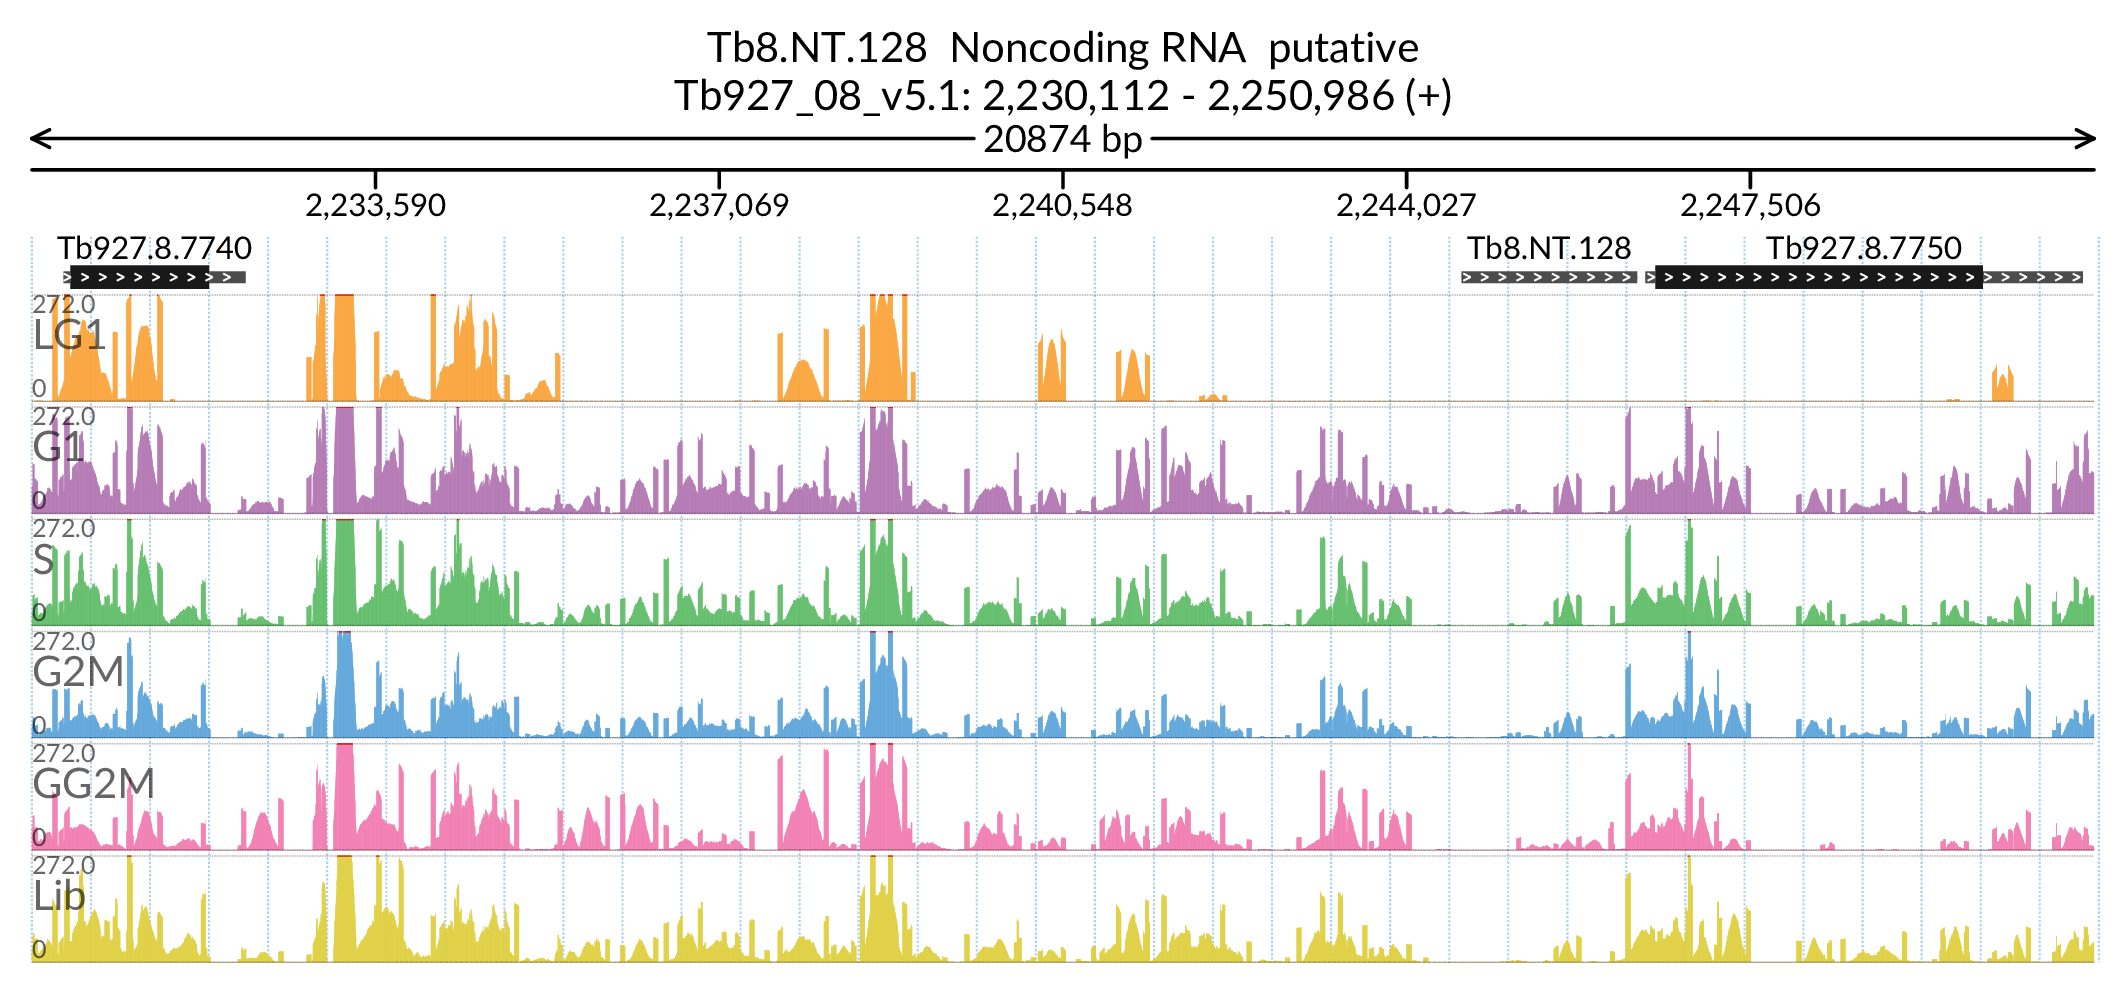 Tb8.NT.128  Noncoding RNA  putative
Tb927_08_v5.1: 2,230,112 - 2,250,986 (+)
20874 bp
2,233,590 2,237,069 2,240,548 2,244,027 2,247,506
Tb927.8.7740 Tb8.NT.128 Tb927.8.7750
272.0
LG1
0
272.0
G1
0
272.0
S
0
272.0
G2M
0
272.0
GG2M
0
272.0
Lib
0